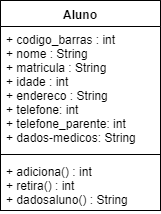 Aluno
+ codigo_barras : int
+ nome : String
+ matricula : String
+ idade : int
+ endereco : String
+ telefone: int
+ telefone_parente: int
+ dados-medicos: String
+ adiciona() : int
+ retira() : int
+ dadosaluno() : String